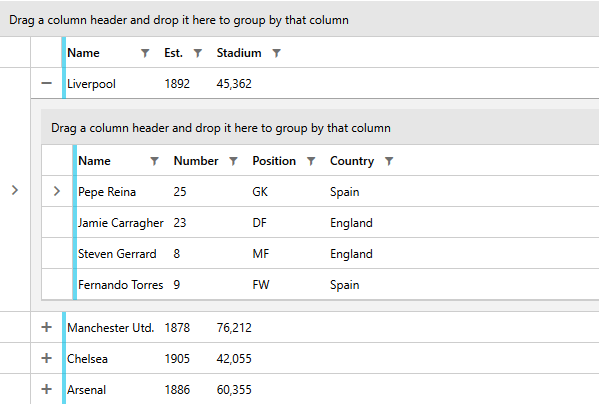 Drag a column header and drop it here to group by that column
Name Est. Stadium
Liverpool 1892 45,362
Drag a column header and drop it here to group by that column
Name Number Position Country
Pepe Reina 25 GK Spain
Jamie Carragher 23 DF England
Steven Gerrard 8 MF England
Fernando Torres 9 FW Spain
Manchester Utd. 1878 76,212
Chelsea 1905 42,055
Arsenal 1886 60,355